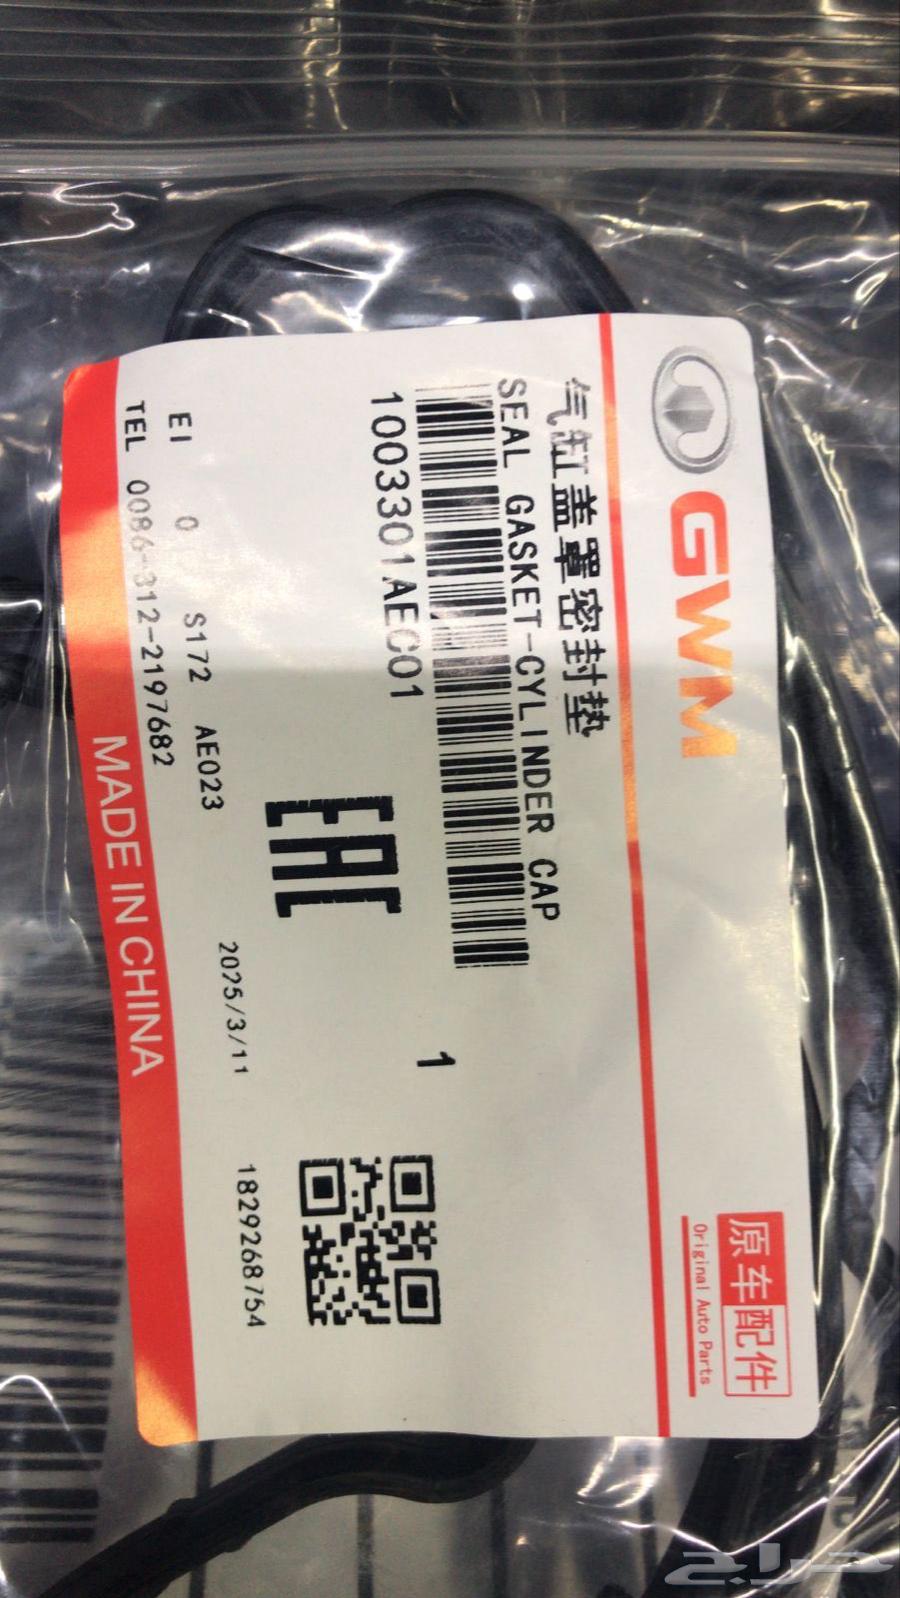 GWM
原车配件
Original Auto Parts
气缸盖罩密封垫
SEAL GASKET-CYLINDER CAP
1003301AEC01
1
EAC
EI 0 S172 AE023 2025/3/11 1829268754
TEL 0086-312-2197682
MADE IN CHINA
حراج